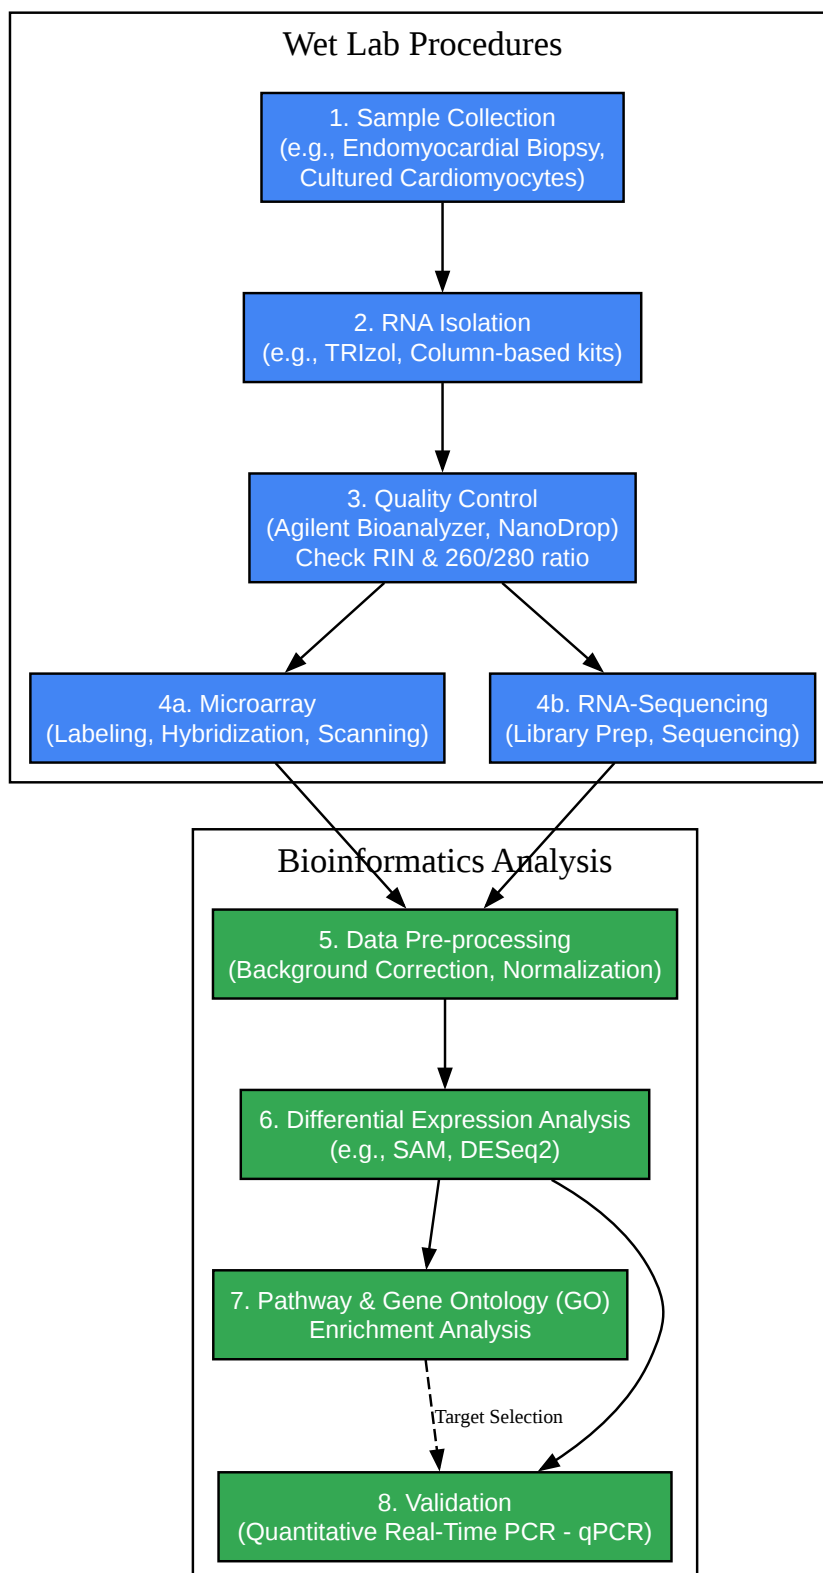 Wet Lab Procedures
1. Sample Collection
(e.g., Endomyocardial Biopsy,
Cultured Cardiomyocytes)
2. RNA Isolation
(e.g., TRIzol, Column-based kits)
3. Quality Control
(Agilent Bioanalyzer, NanoDrop)
Check RIN & 260/280 ratio
4a. Microarray
(Labeling, Hybridization, Scanning)
4b. RNA-Sequencing
(Library Prep, Sequencing)
Bioinformatics Analysis
5. Data Pre-processing
(Background Correction, Normalization)
6. Differential Expression Analysis
(e.g., SAM, DESeq2)
7. Pathway & Gene Ontology (GO)
Enrichment Analysis
Target Selection
8. Validation
(Quantitative Real-Time PCR - qPCR)